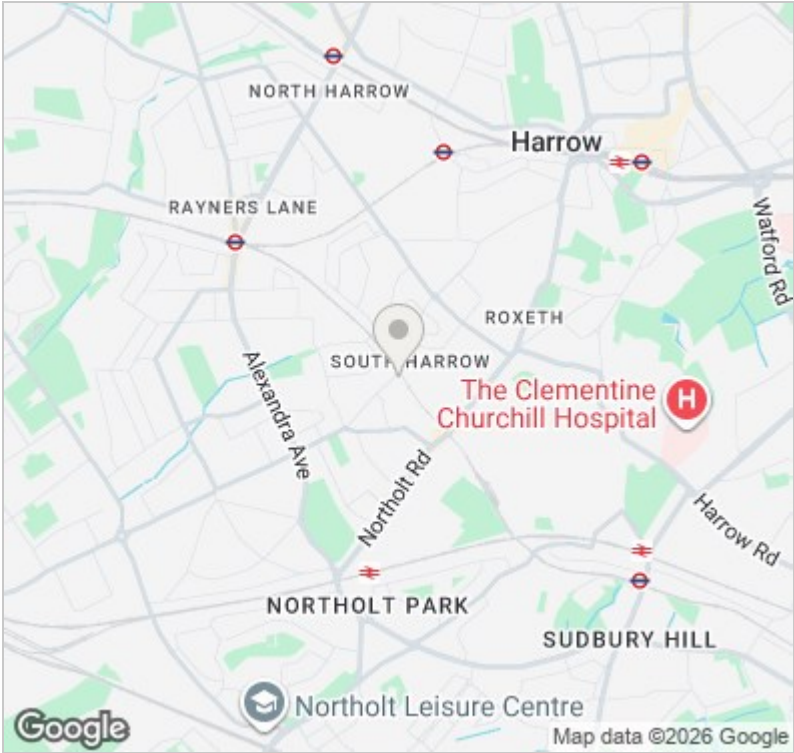 NORTH HARROW
Harrow
RAYNERS LANE
Watford Rd
ROXETH
SOUTH HARROW
Alexandra Ave
The Clementine
Churchill Hospital
H
Northolt Rd
Harrow Rd
NORTHOLT PARK
SUDBURY HILL
Northolt Leisure Centre
Google
Map data ©2026 Google